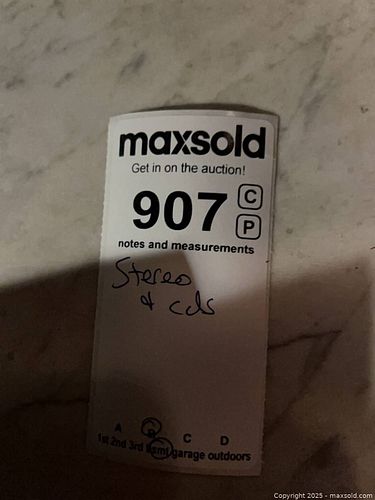 maxsold
Get in on the auction!
907 C
P
notes and measurements
Stereo
& cds
A B C D
1st 2nd 3rd bsmt garage outdoors
Copyright 2025 - maxsold.com